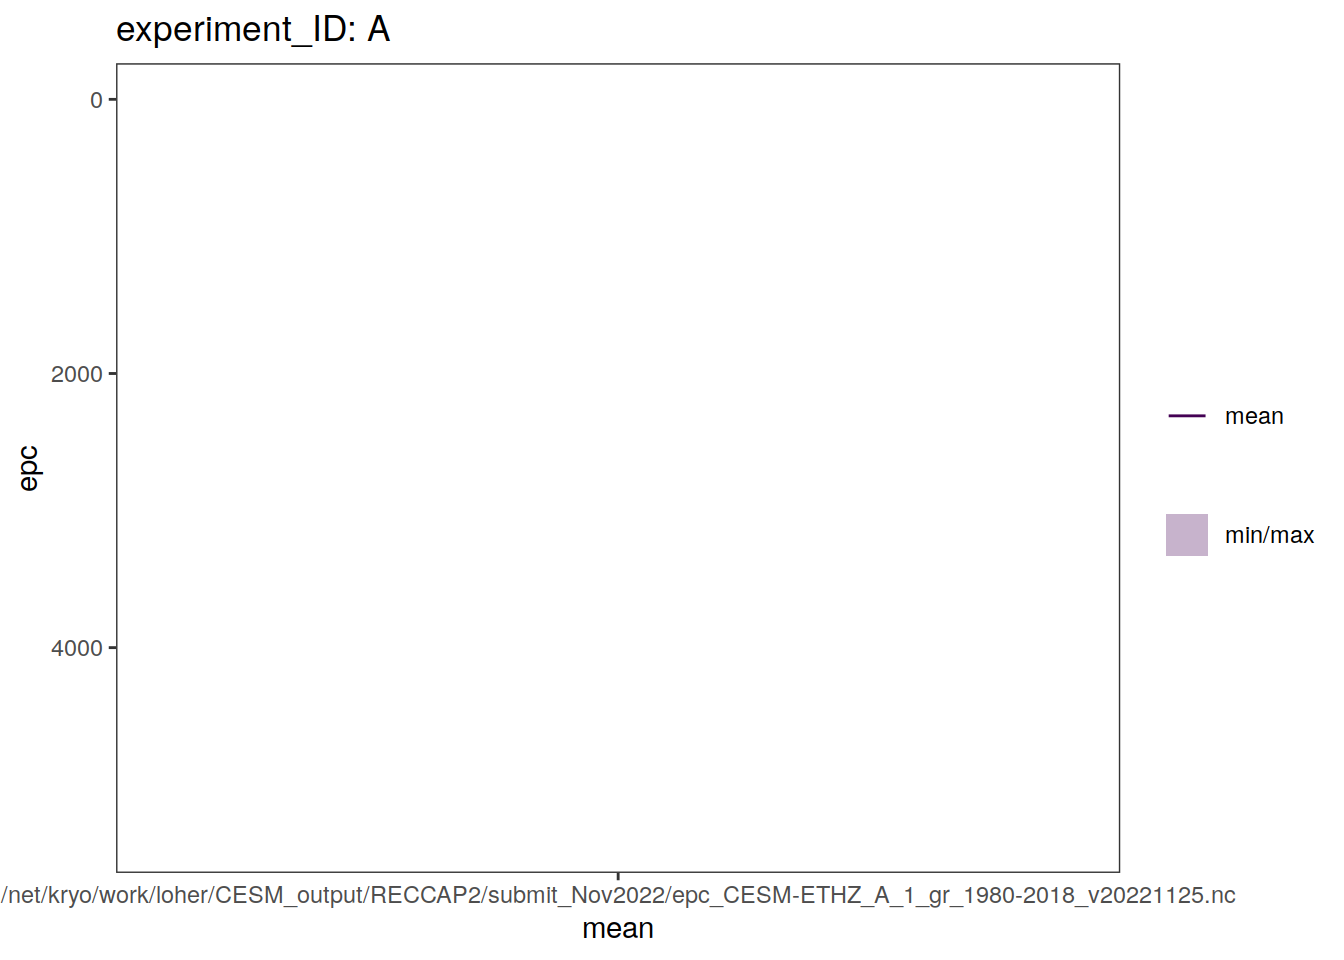 experiment_ID: A
0
2000
4000
epc
mean
min/max
/net/kryo/work/loher/CESM_output/RECCAP2/submit_Nov2022/epc_CESM-ETHZ_A_1_gr_1980-2018_v20221125.nc
mean